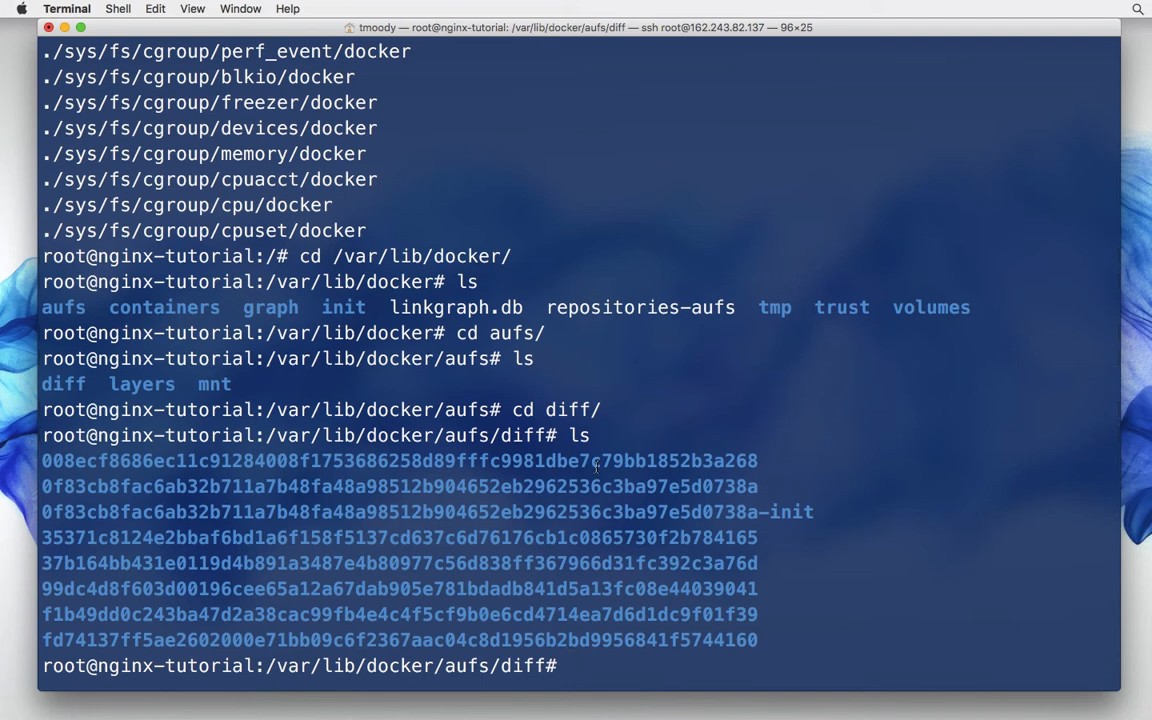 Terminal Shell Edit View Window Help
tmoody — root@nginx-tutorial: /var/lib/docker/aufs/diff — ssh root@162.243.82.137 — 96×25
./sys/fs/cgroup/perf_event/docker
./sys/fs/cgroup/blkio/docker
./sys/fs/cgroup/freezer/docker
./sys/fs/cgroup/devices/docker
./sys/fs/cgroup/memory/docker
./sys/fs/cgroup/cpuacct/docker
./sys/fs/cgroup/cpu/docker
./sys/fs/cgroup/cpuset/docker
root@nginx-tutorial:/# cd /var/lib/docker/
root@nginx-tutorial:/var/lib/docker# ls
aufs containers graph init linkgraph.db repositories-aufs tmp trust volumes
root@nginx-tutorial:/var/lib/docker# cd aufs/
root@nginx-tutorial:/var/lib/docker/aufs# ls
diff layers mnt
root@nginx-tutorial:/var/lib/docker/aufs# cd diff/
root@nginx-tutorial:/var/lib/docker/aufs/diff# ls
008ecf8686ec11c91284008f1753686258d89fffc9981dbe7c79bb1852b3a268
0f83cb8fac6ab32b711a7b48fa48a98512b904652eb2962536c3ba97e5d0738a
0f83cb8fac6ab32b711a7b48fa48a98512b904652eb2962536c3ba97e5d0738a-init
35371c8124e2bbaf6bd1a6f158f5137cd637c6d76176cb1c0865730f2b784165
37b164bb431e0119d4b891a3487e4b80977c56d838ff367966d31fc392c3a76d
99dc4d8f603d00196cee65a12a67dab905e781bdadb841d5a13fc08e44039041
f1b49dd0c243ba47d2a38cac99fb4e4c4f5cf9b0e6cd4714ea7d6d1dc9f01f39
fd74137ff5ae2602000e71bb09c6f2367aac04c8d1956b2bd9956841f5744160
root@nginx-tutorial:/var/lib/docker/aufs/diff#